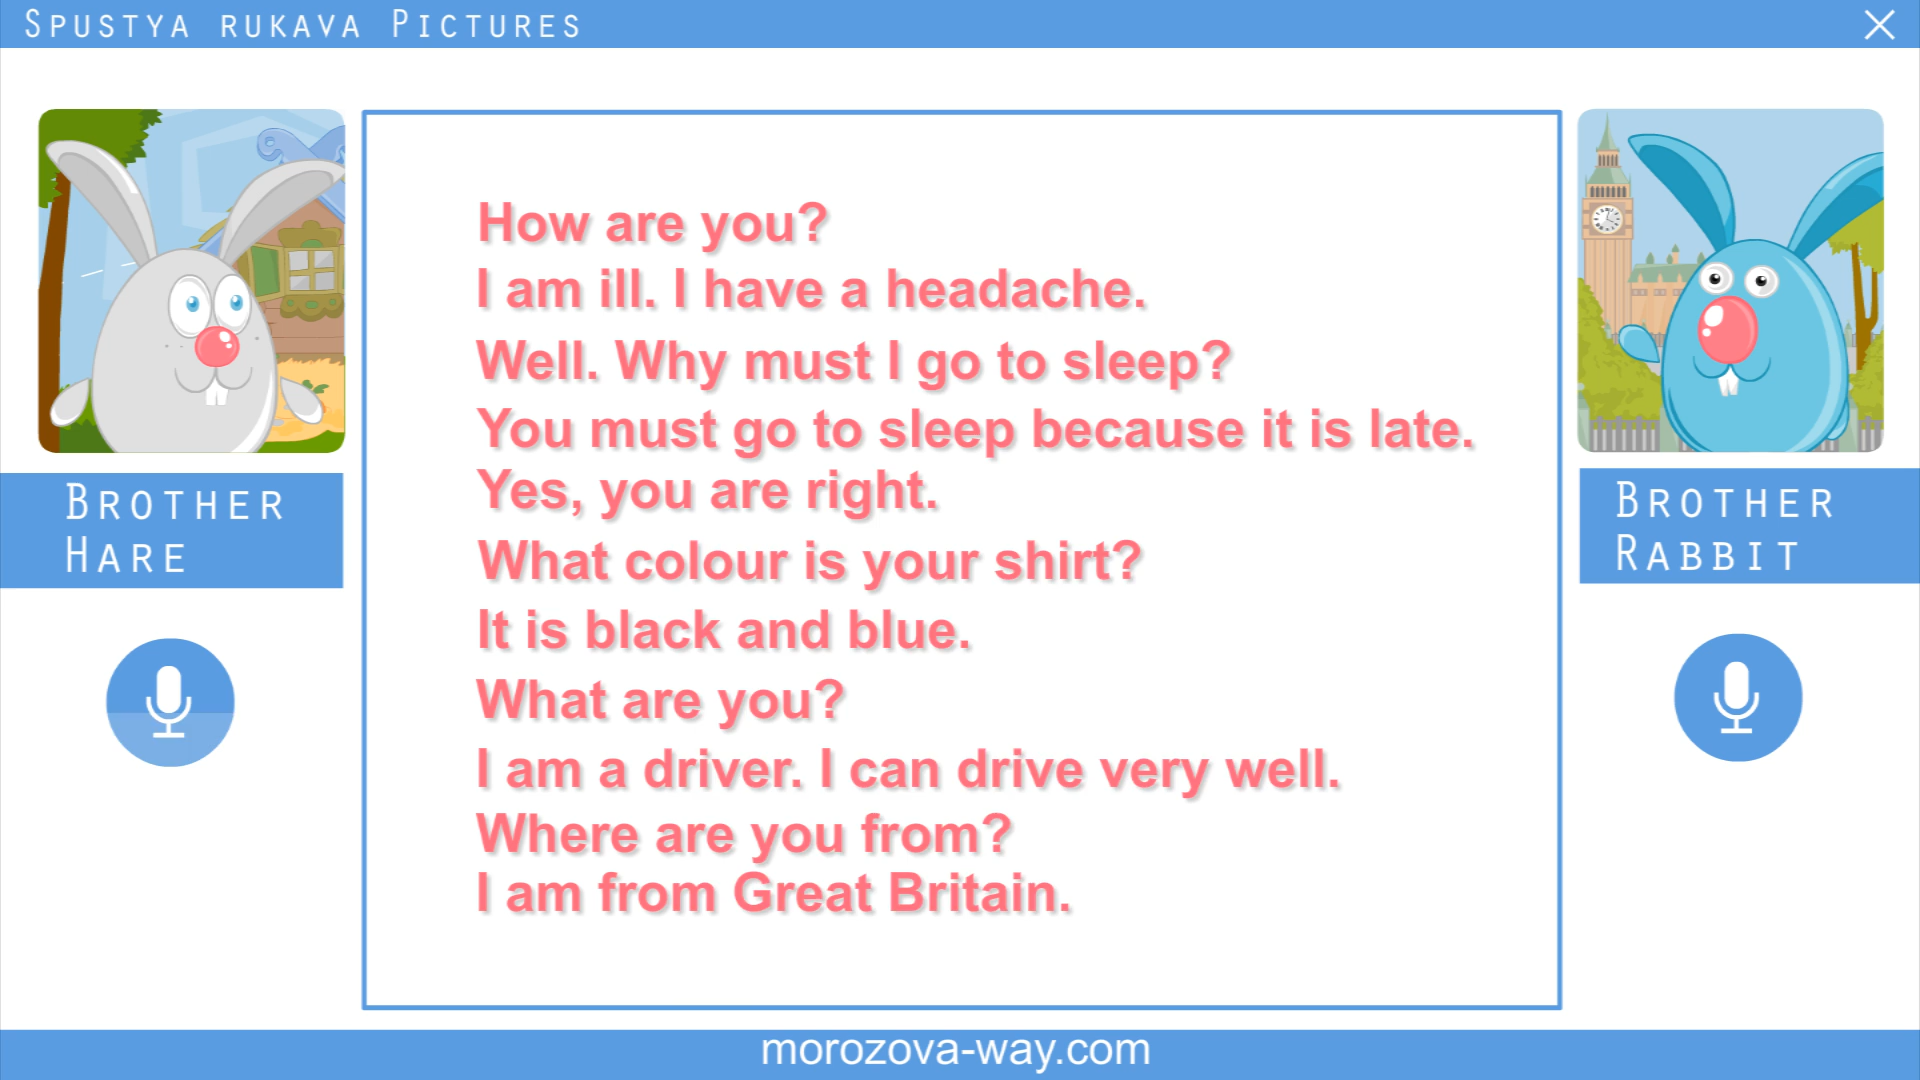 Spustya rukava Pictures
How are you?
I am ill. I have a headache.
Well. Why must I go to sleep?
You must go to sleep because it is late.
Yes, you are right.
What colour is your shirt?
It is black and blue.
What are you?
I am a driver. I can drive very well.
Where are you from?
I am from Great Britain.
Brother
Hare
Brother
Rabbit
morozova-way.com